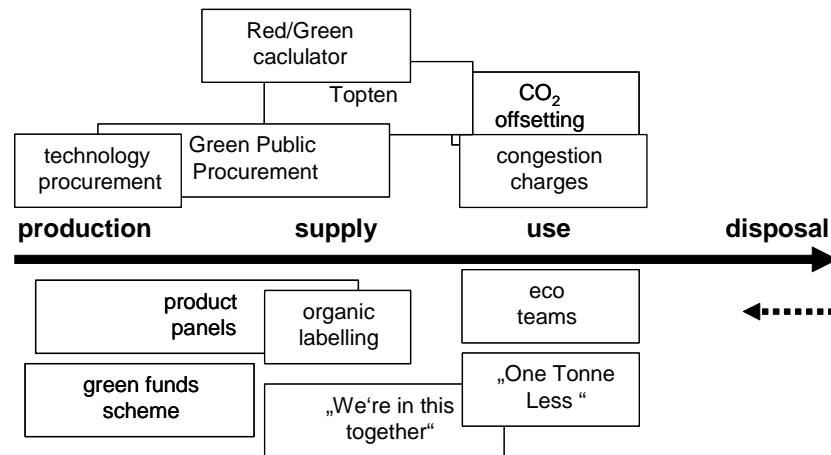 Red/Green
caclulator
Topten
CO₂
offsetting
technology
procurement
Green Public
Procurement
congestion
charges
production
supply
use
disposal
product
panels
organic
labelling
eco
teams
green funds
scheme
„We're in this
together“
„One Tonne
Less “